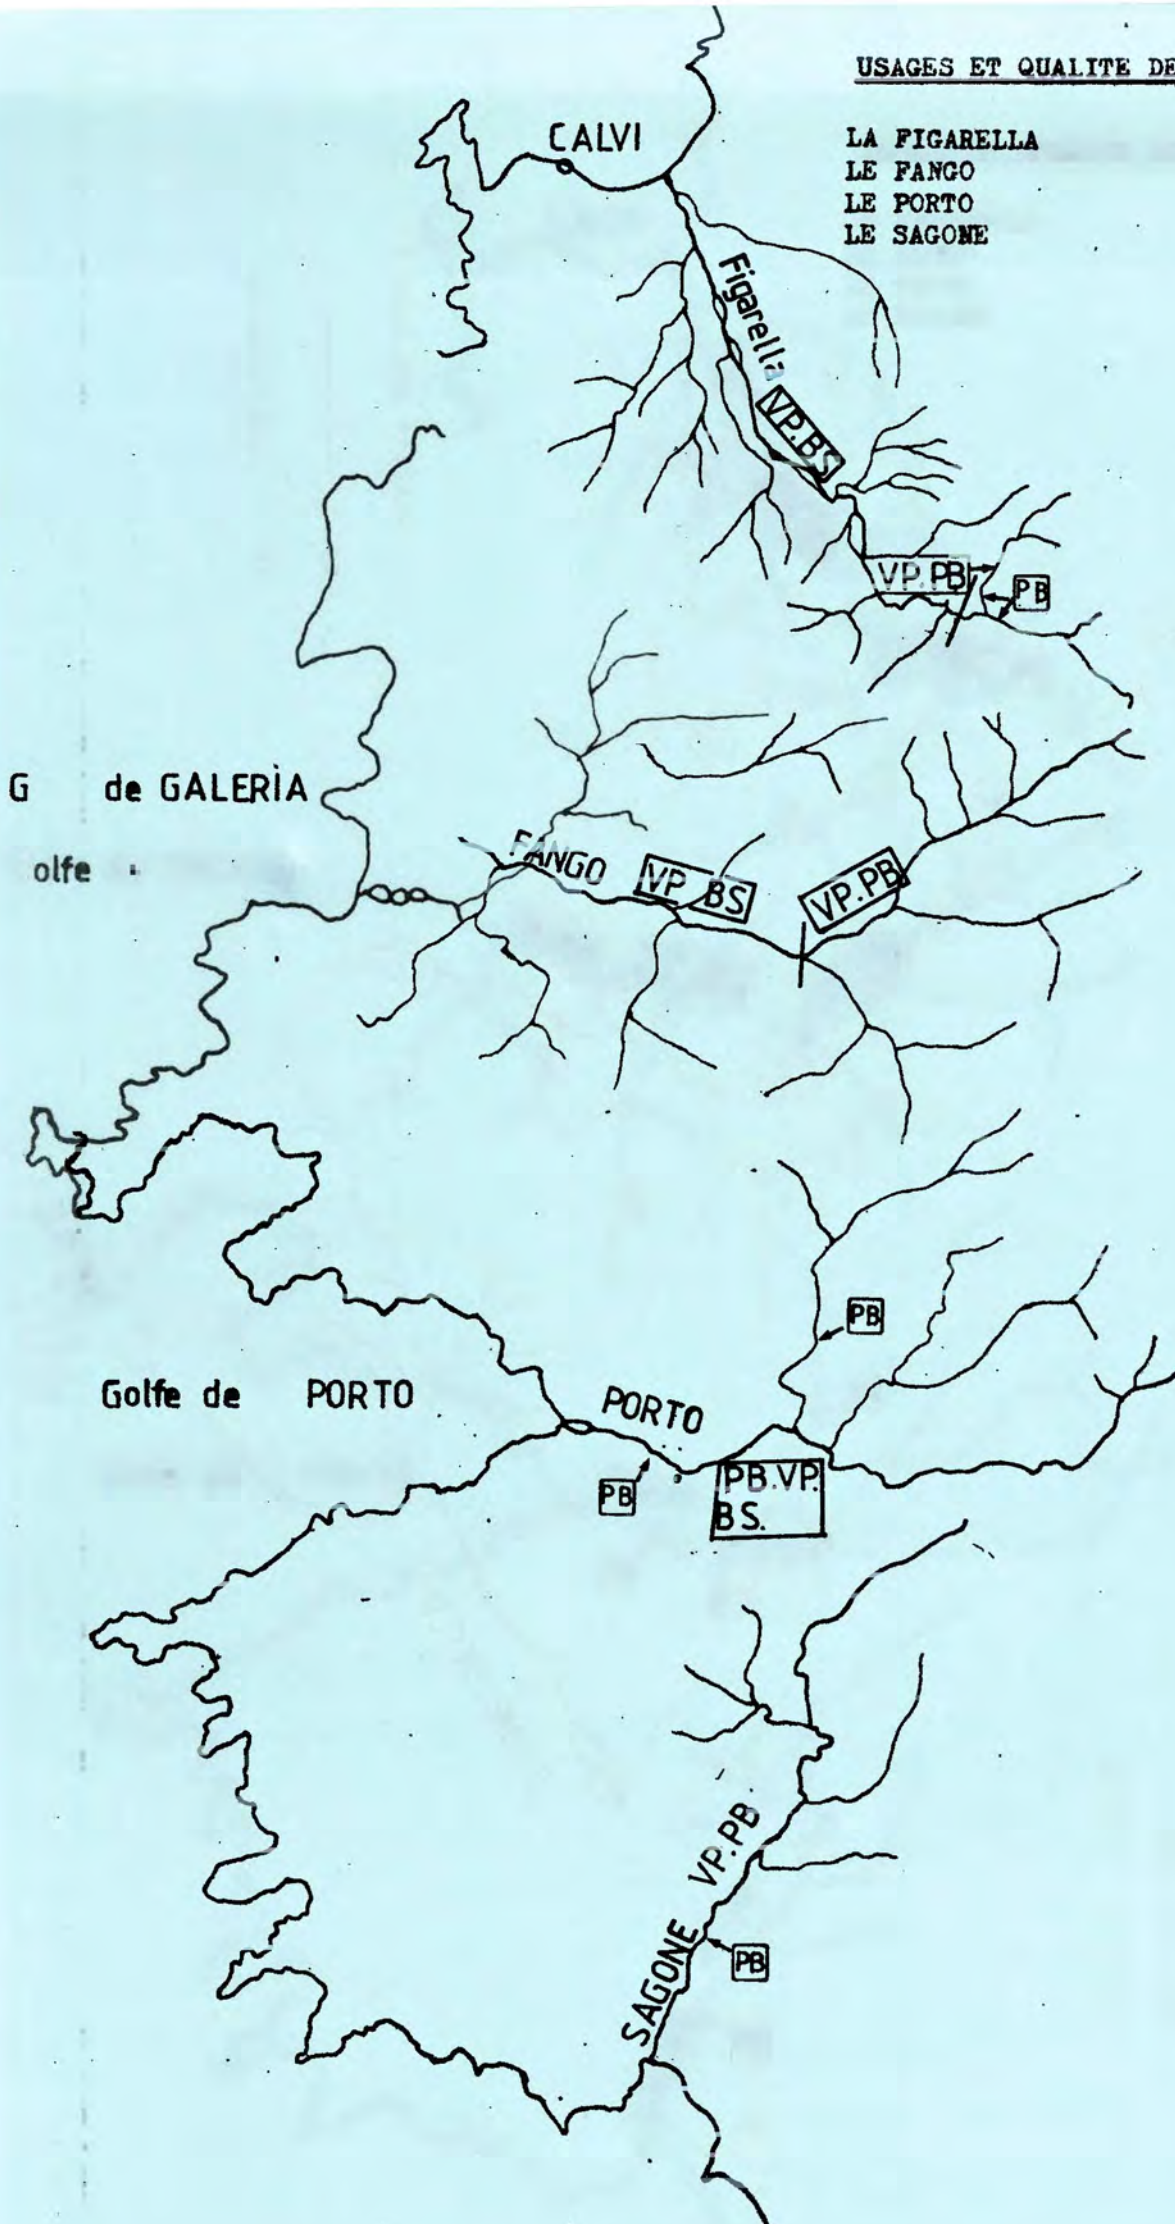 USAGES ET QUALITE DE
LA FIGARELLA
LE FANGO
LE PORTO
LE SAGONE
CALVI
Figarella
VP.BS
VP.PB
PB
G de GALERIA
olfe
FANGO
VP BS
VP.PB
PB
Golfe de PORTO
PORTO
PB
PB.VP.
BS.
SAGONE VP.PB
PB